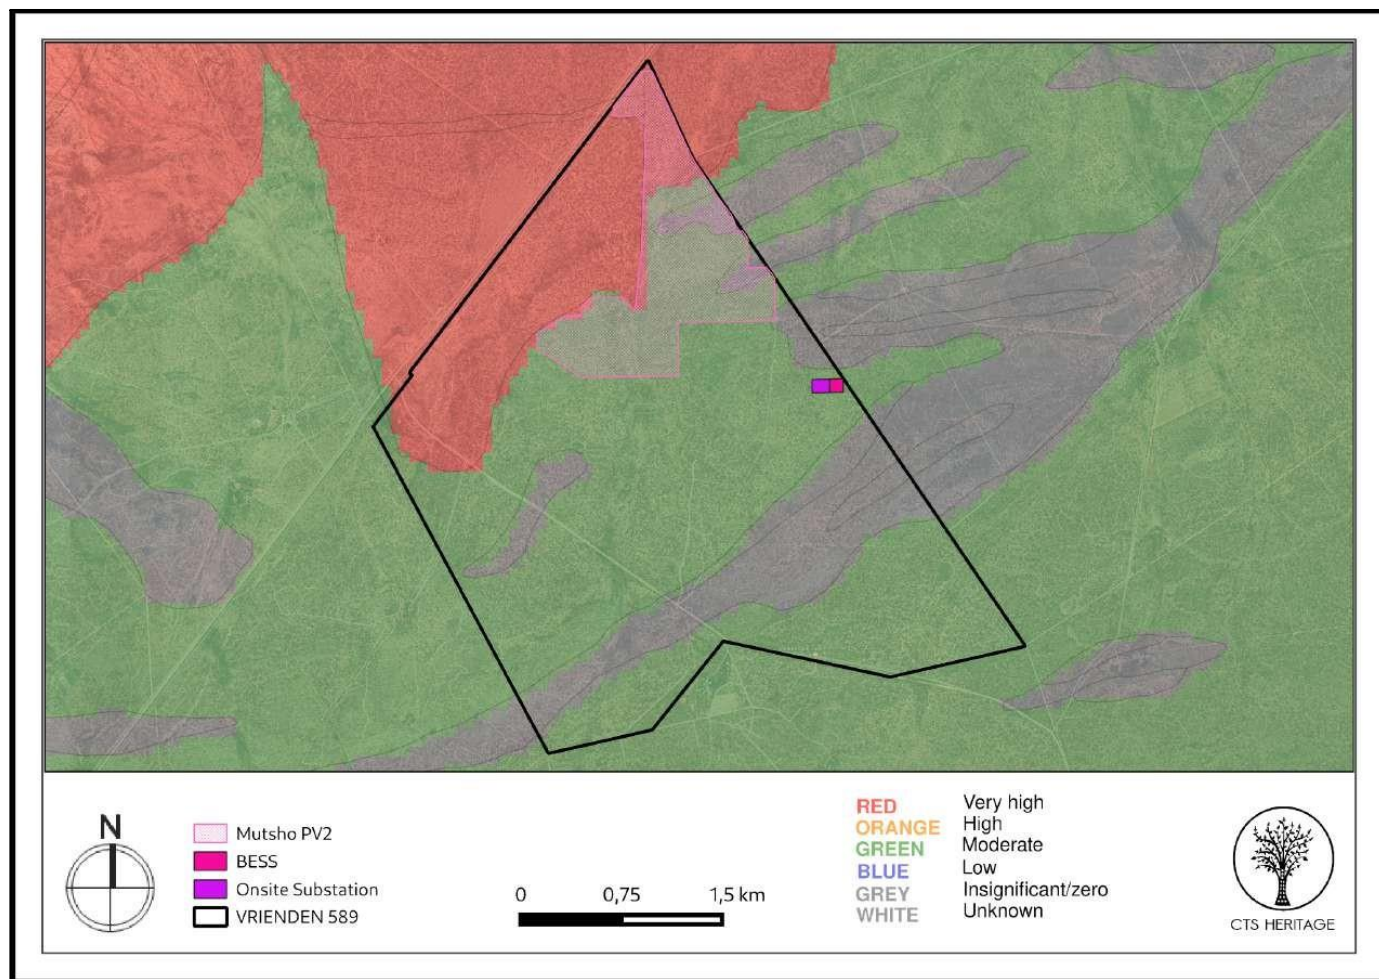 N
Mutsho PV2
BESS
Onsite Substation
VRIENDEN 589
0 0,75 1,5 km
RED Very high
ORANGE High
GREEN Moderate
BLUE Low
GREY Insignificant/zero
WHITE Unknown
CTS HERITAGE